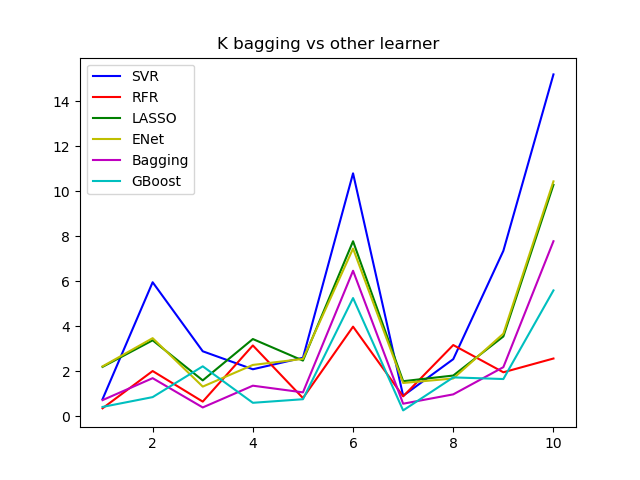 K bagging vs other learner
SVR
RFR
LASSO
ENet
Bagging
GBoost
14
12
10
8
6
4
2
0
2 4 6 8 10